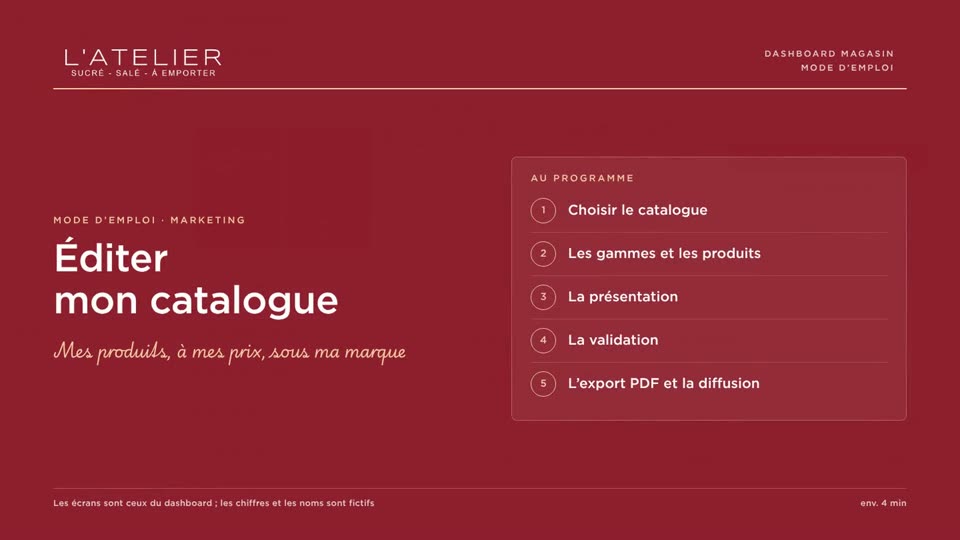 L'ATELIER
SUCRÉ - SALÉ - À EMPORTER
DASHBOARD MAGASIN
MODE D'EMPLOI
MODE D'EMPLOI · MARKETING
Éditer
mon catalogue
Mes produits, à mes prix, sous ma marque
AU PROGRAMME
1 Choisir le catalogue
2 Les gammes et les produits
3 La présentation
4 La validation
5 L'export PDF et la diffusion
Les écrans sont ceux du dashboard ; les chiffres et les noms sont fictifs
env. 4 min